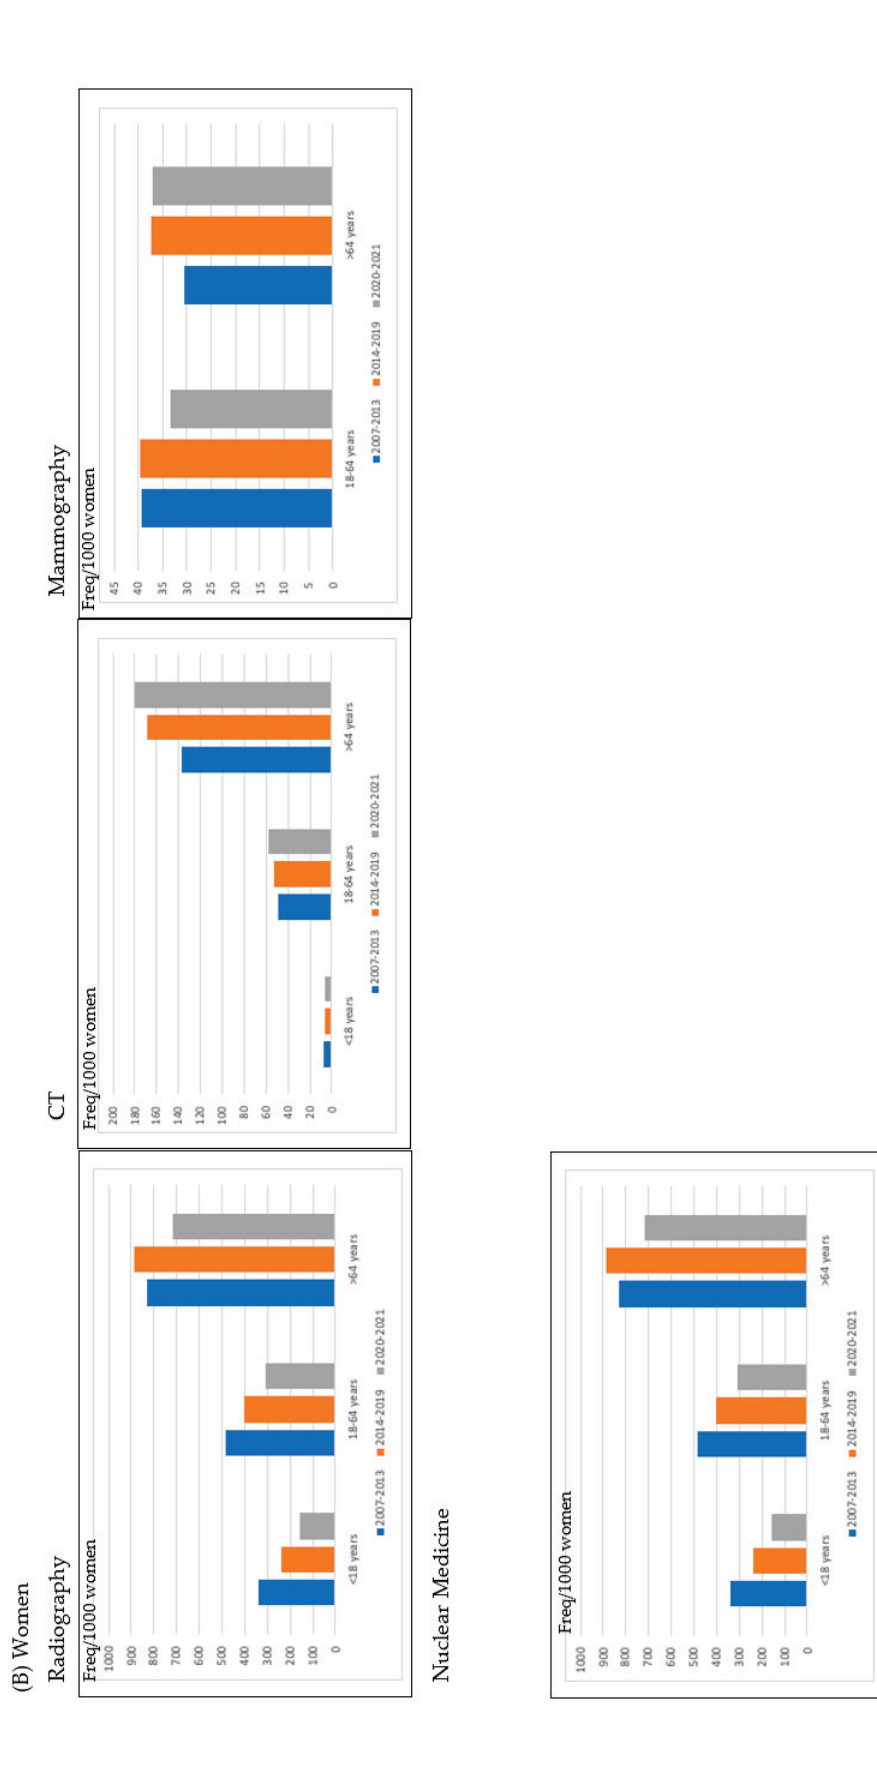 (B) Women
Radiography
Freq/1000 women
1000
900
800
700
600
500
400
300
200
100
0
<18 years
18-64 years
>64 years
2007-2013
2014-2019
2020-2021
CT
Freq/1000 women
200
180
160
140
120
100
80
60
40
20
0
<18 years
18-64 years
>64 years
2007-2013
2014-2019
2020-2021
Mammography
Freq/1000 women
45
40
35
30
25
20
15
10
5
0
18-64 years
>64 years
2007-2013
2014-2019
2020-2021
Nuclear Medicine
Freq/1000 women
1000
900
800
700
600
500
400
300
200
100
0
<18 years
18-64 years
>64 years
2007-2013
2014-2019
2020-2021